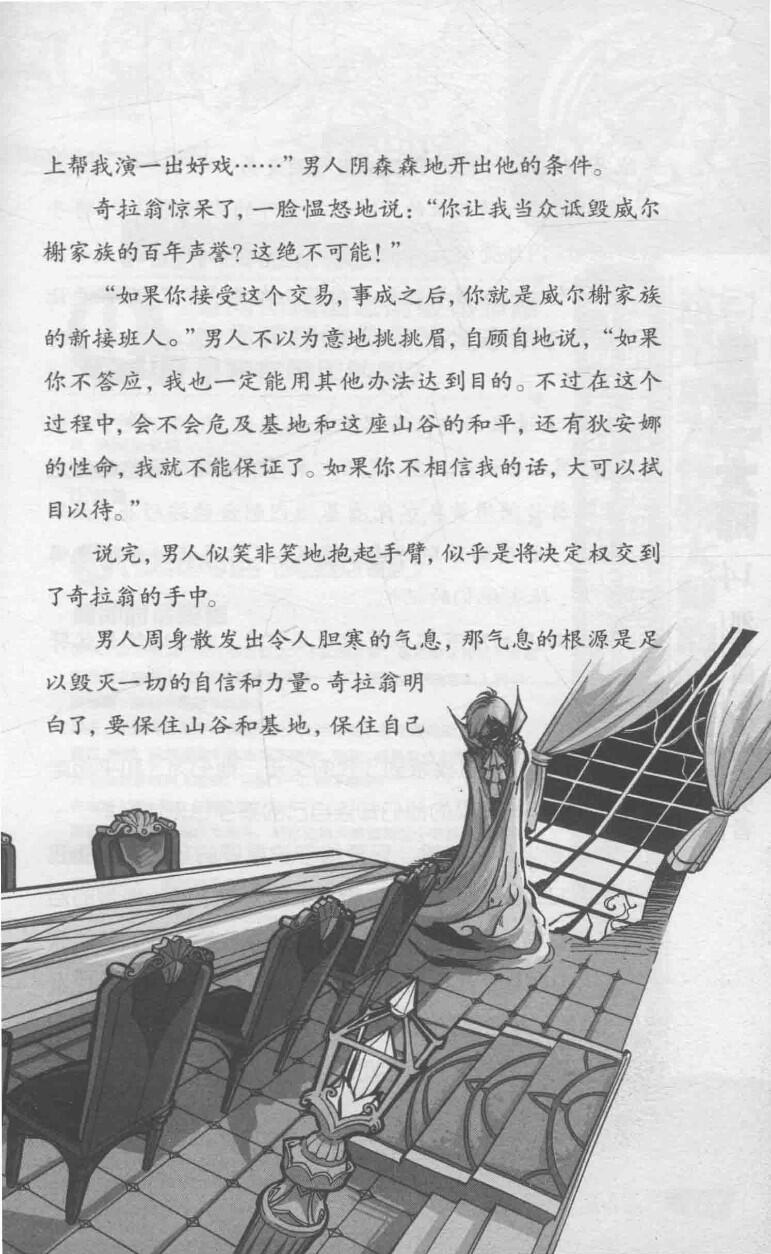 上帮我演一出好戏……”男人阴森森地开出他的条件。
奇拉翁惊呆了，一脸愠怒地说：“你让我当众诋毁威尔
榭家族的百年声誉？这绝不可能！”
“如果你接受这个交易，事成之后，你就是威尔榭家族
的新接班人。”男人不以为意地挑挑眉，自顾自地说，“如果
你不答应，我也一定能用其他办法达到目的。不过在这个
过程中，会不会危及基地和这座山谷的和平，还有狄安娜
的性命，我就不能保证了。如果你不相信我的话，大可以拭
目以待。”
说完，男人似笑非笑地抱起手臂，似乎是将决定权交到
了奇拉翁的手中。
男人周身散发出令人胆寒的气息，那气息的根源是足
以毁灭一切的自信和力量。奇拉翁明
白了，要保住山谷和基地，保住自己